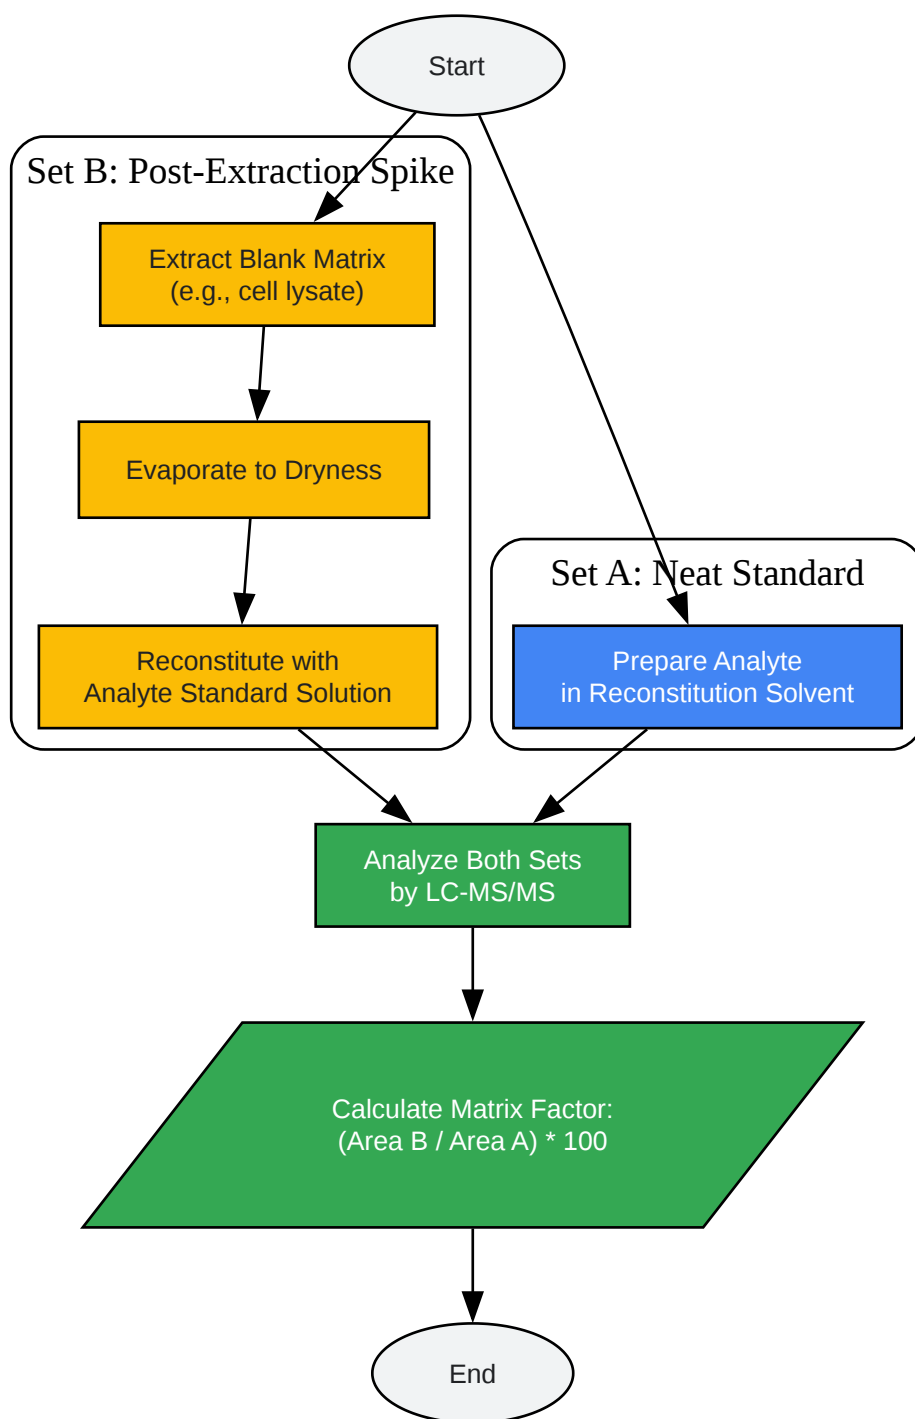 Start
Set B: Post-Extraction Spike
Extract Blank Matrix
(e.g., cell lysate)
Evaporate to Dryness
Reconstitute with
Analyte Standard Solution
Set A: Neat Standard
Prepare Analyte
in Reconstitution Solvent
Analyze Both Sets
by LC-MS/MS
Calculate Matrix Factor:
(Area B / Area A) * 100
End